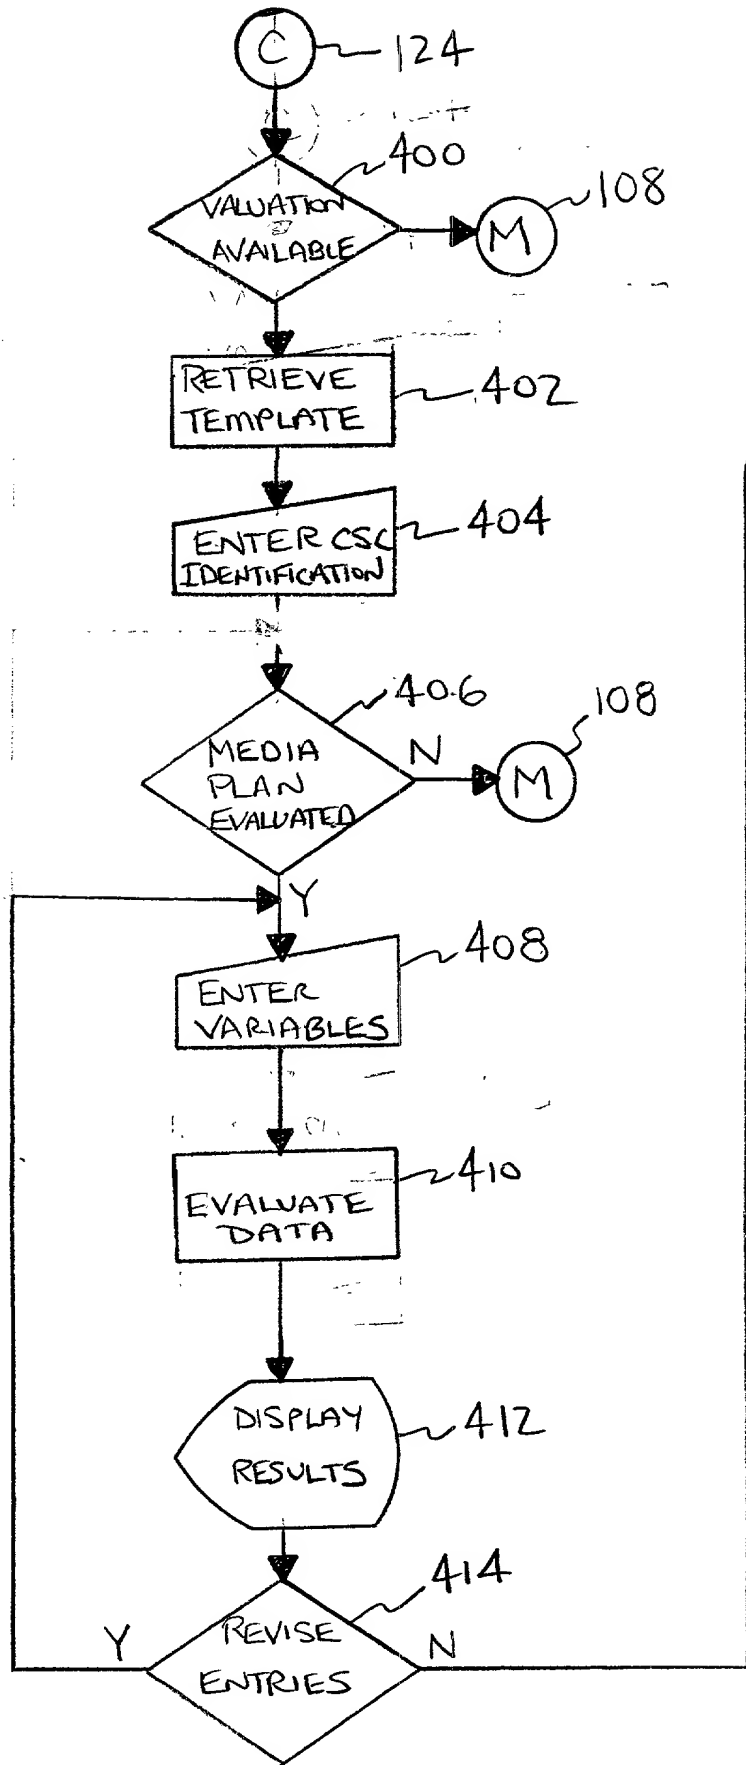 C 124
400
VALUATION
AVAILABLE
M 108
RETRIEVE
TEMPLATE
402
ENTER CSC
IDENTIFICATION
404
406
MEDIA
PLAN
EVALUATED
N
M 108
Y
408
ENTER
VARIABLES
410
EVALUATE
DATA
DISPLAY
RESULTS
412
414
REVISE
ENTRIES
Y
N